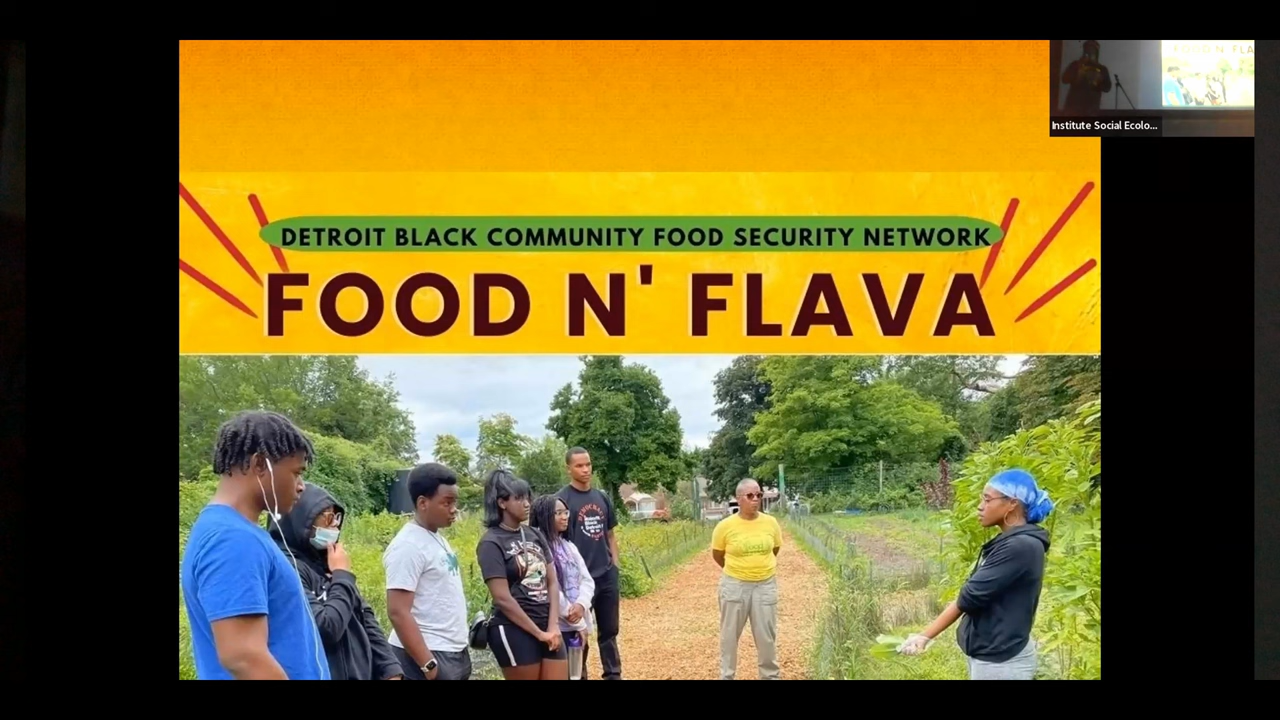 DETROIT BLACK COMMUNITY FOOD SECURITY NETWORK
FOOD N' FLAVA
Institute Social Ecolo...